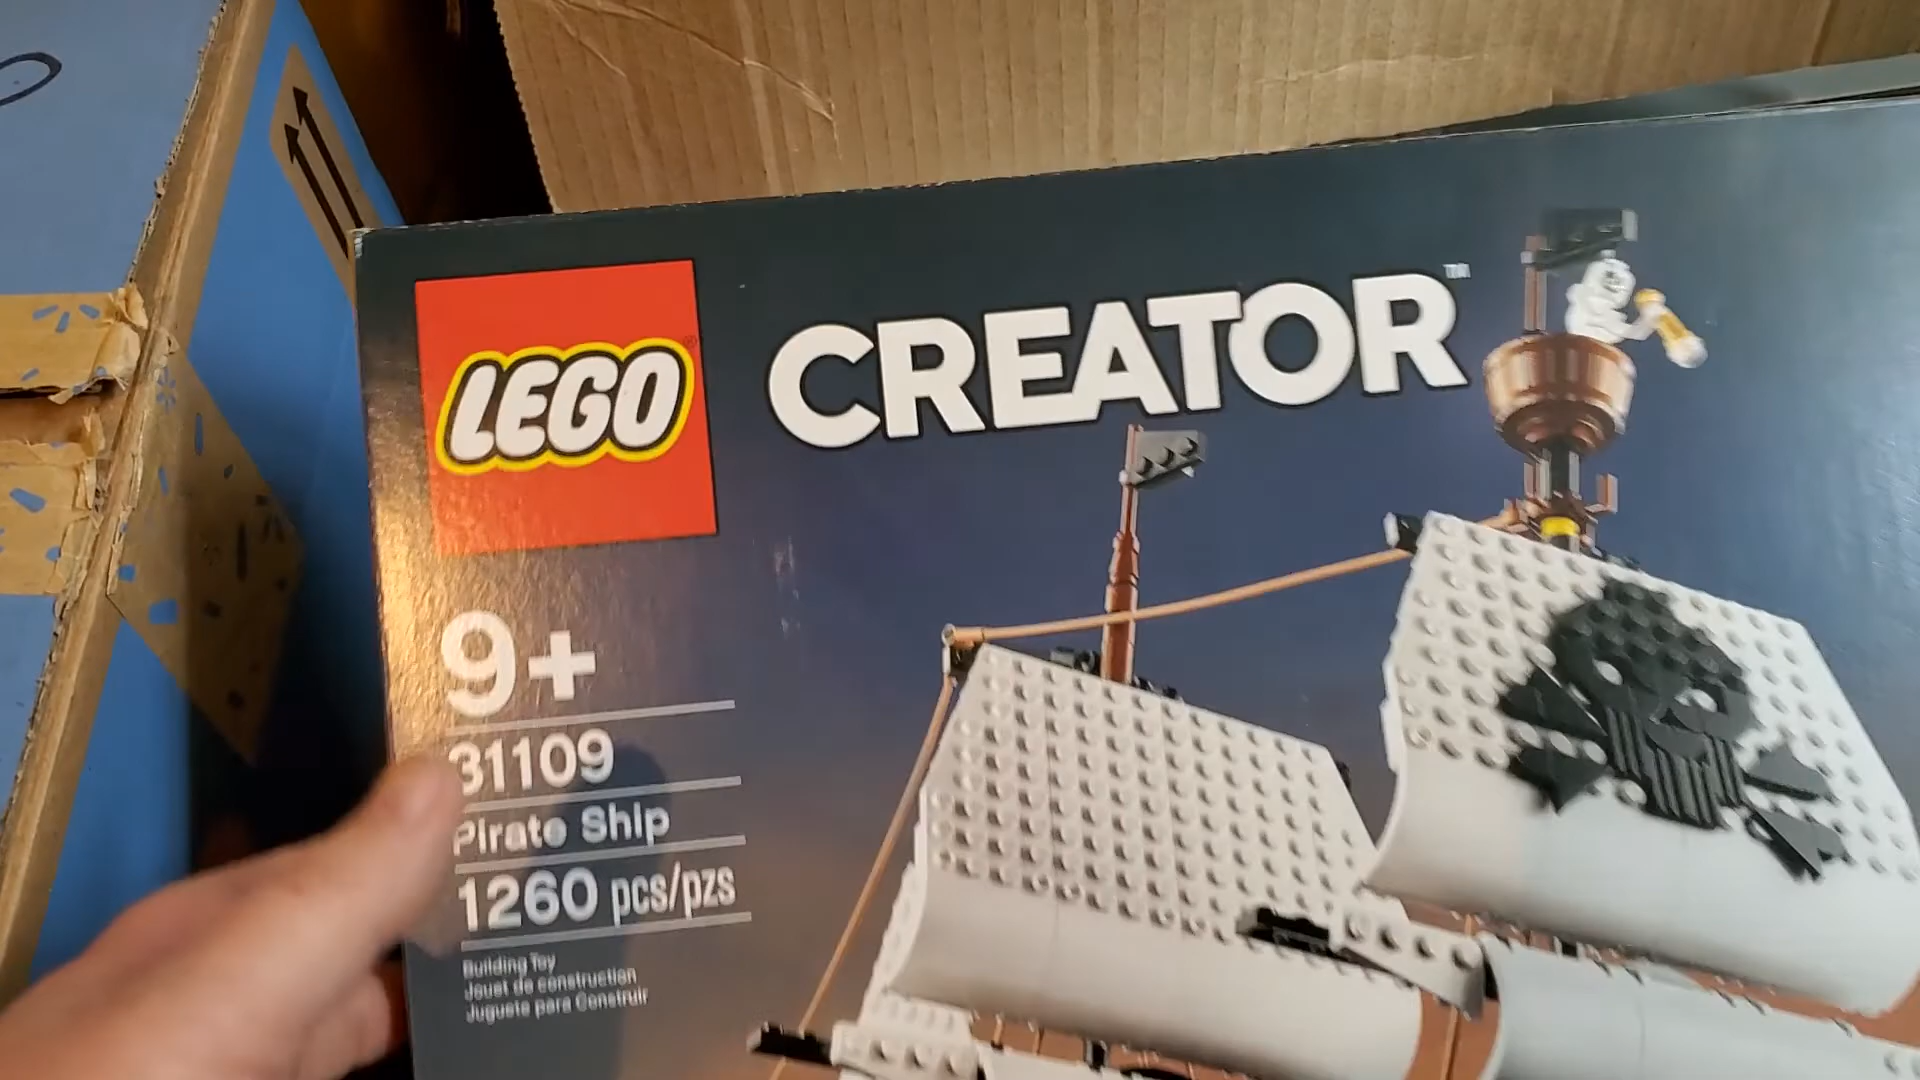 LEGO®
CREATOR™
9+
31109
Pirate Ship
1260 pcs/pzs
Building Toy
Jouet de construction
Juguete para Construir